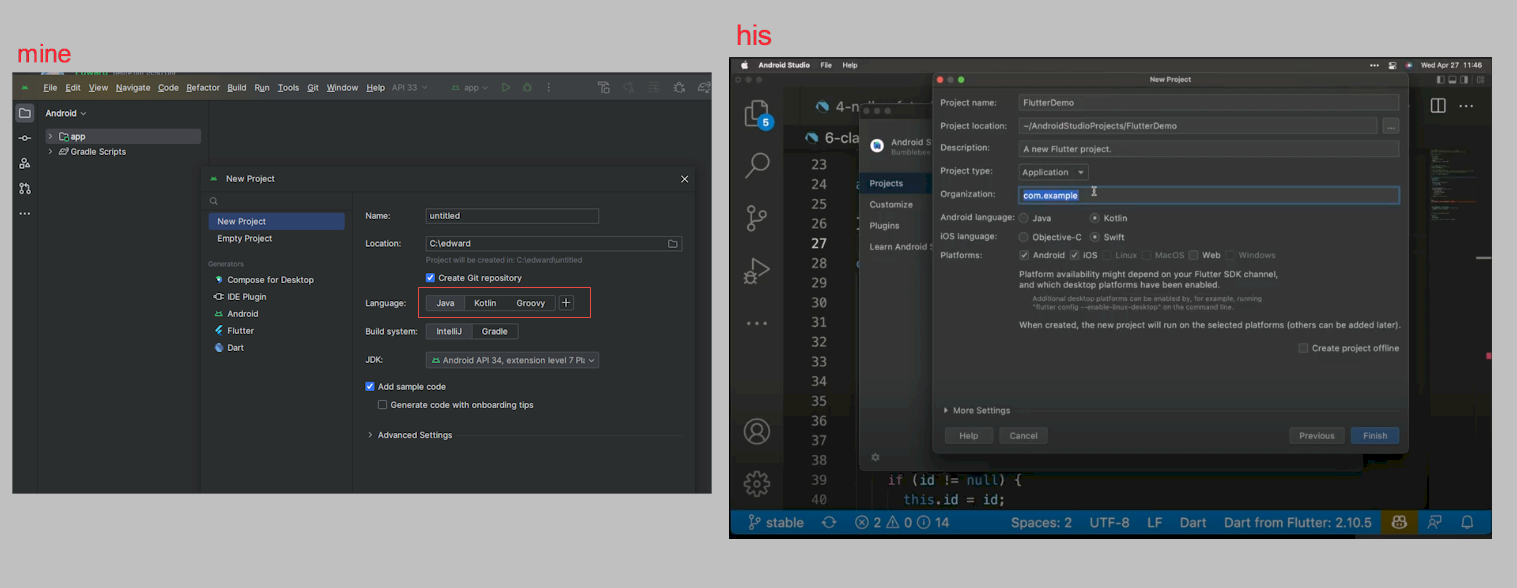 mine
File Edit View Navigate Code Refactor Build Run Tools Git Window Help API 33 app
Android
app
Gradle Scripts
New Project
New Project
Empty Project
Generators
Compose for Desktop
IDE Plugin
Android
Flutter
Dart
Name: untitled
Location: C:\edward
Project will be created in: C:\edward\untitled
Create Git repository
Language: Java Kotlin Groovy +
Build system: IntelliJ Gradle
JDK: Android API 34, extension level 7 Pl
Add sample code
Generate code with onboarding tips
Advanced Settings
his
Android Studio File Help Wed Apr 27 11:46
New Project
5
4-n
6-cla
23
24
25
26
27
28
29
30
31
32
33
34
35
36
37
38
39 if (id != null) {
40 this.id = id;
Android S
Bumblebee
Projects
Customize
Plugins
Learn Android S
Project name: FlutterDemo
Project location: ~/AndroidStudioProjects/FlutterDemo ...
Description: A new Flutter project.
Project type: Application
Organization: com.example
Android language: Java Kotlin
iOS language: Objective-C Swift
Platforms: Android iOS Linux MacOS Web Windows
Platform availability might depend on your Flutter SDK channel,
and which desktop platforms have been enabled.
Additional desktop platforms can be enabled by, for example, running
"flutter config --enable-linux-desktop" on the command line.
When created, the new project will run on the selected platforms (others can be added later).
Create project offline
More Settings
Help Cancel Previous Finish
stable 2 0 14 Spaces: 2 UTF-8 LF Dart Dart from Flutter: 2.10.5